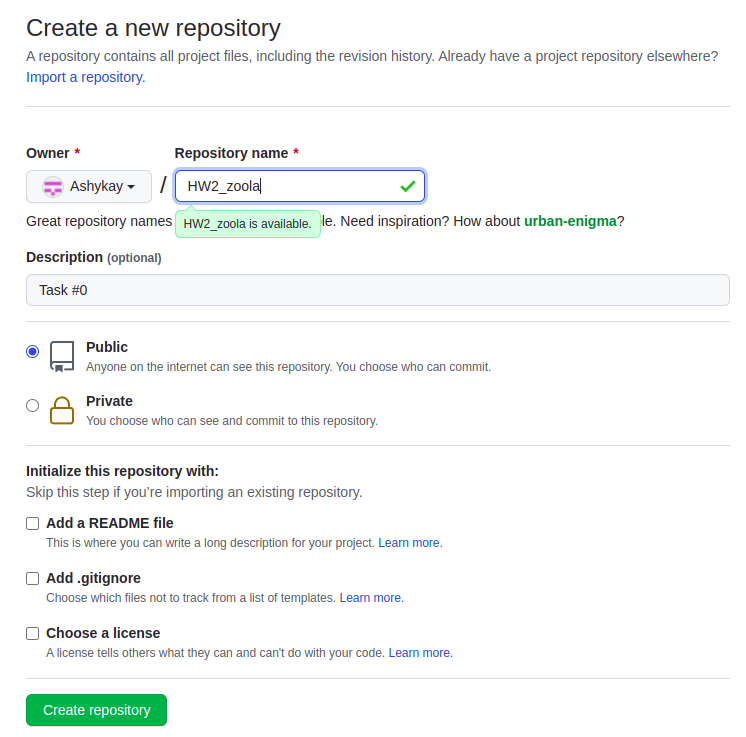 Create a new repository
A repository contains all project files, including the revision history. Already have a project repository elsewhere?
Import a repository.
Owner * Repository name *
Ashykay / HW2_zoola
Great repository names le. Need inspiration? How about urban-enigma?
HW2_zoola is available.
Description (optional)
Task #0
Public
Anyone on the internet can see this repository. You choose who can commit.
Private
You choose who can see and commit to this repository.
Initialize this repository with:
Skip this step if you’re importing an existing repository.
Add a README file
This is where you can write a long description for your project. Learn more.
Add .gitignore
Choose which files not to track from a list of templates. Learn more.
Choose a license
A license tells others what they can and can't do with your code. Learn more.
Create repository